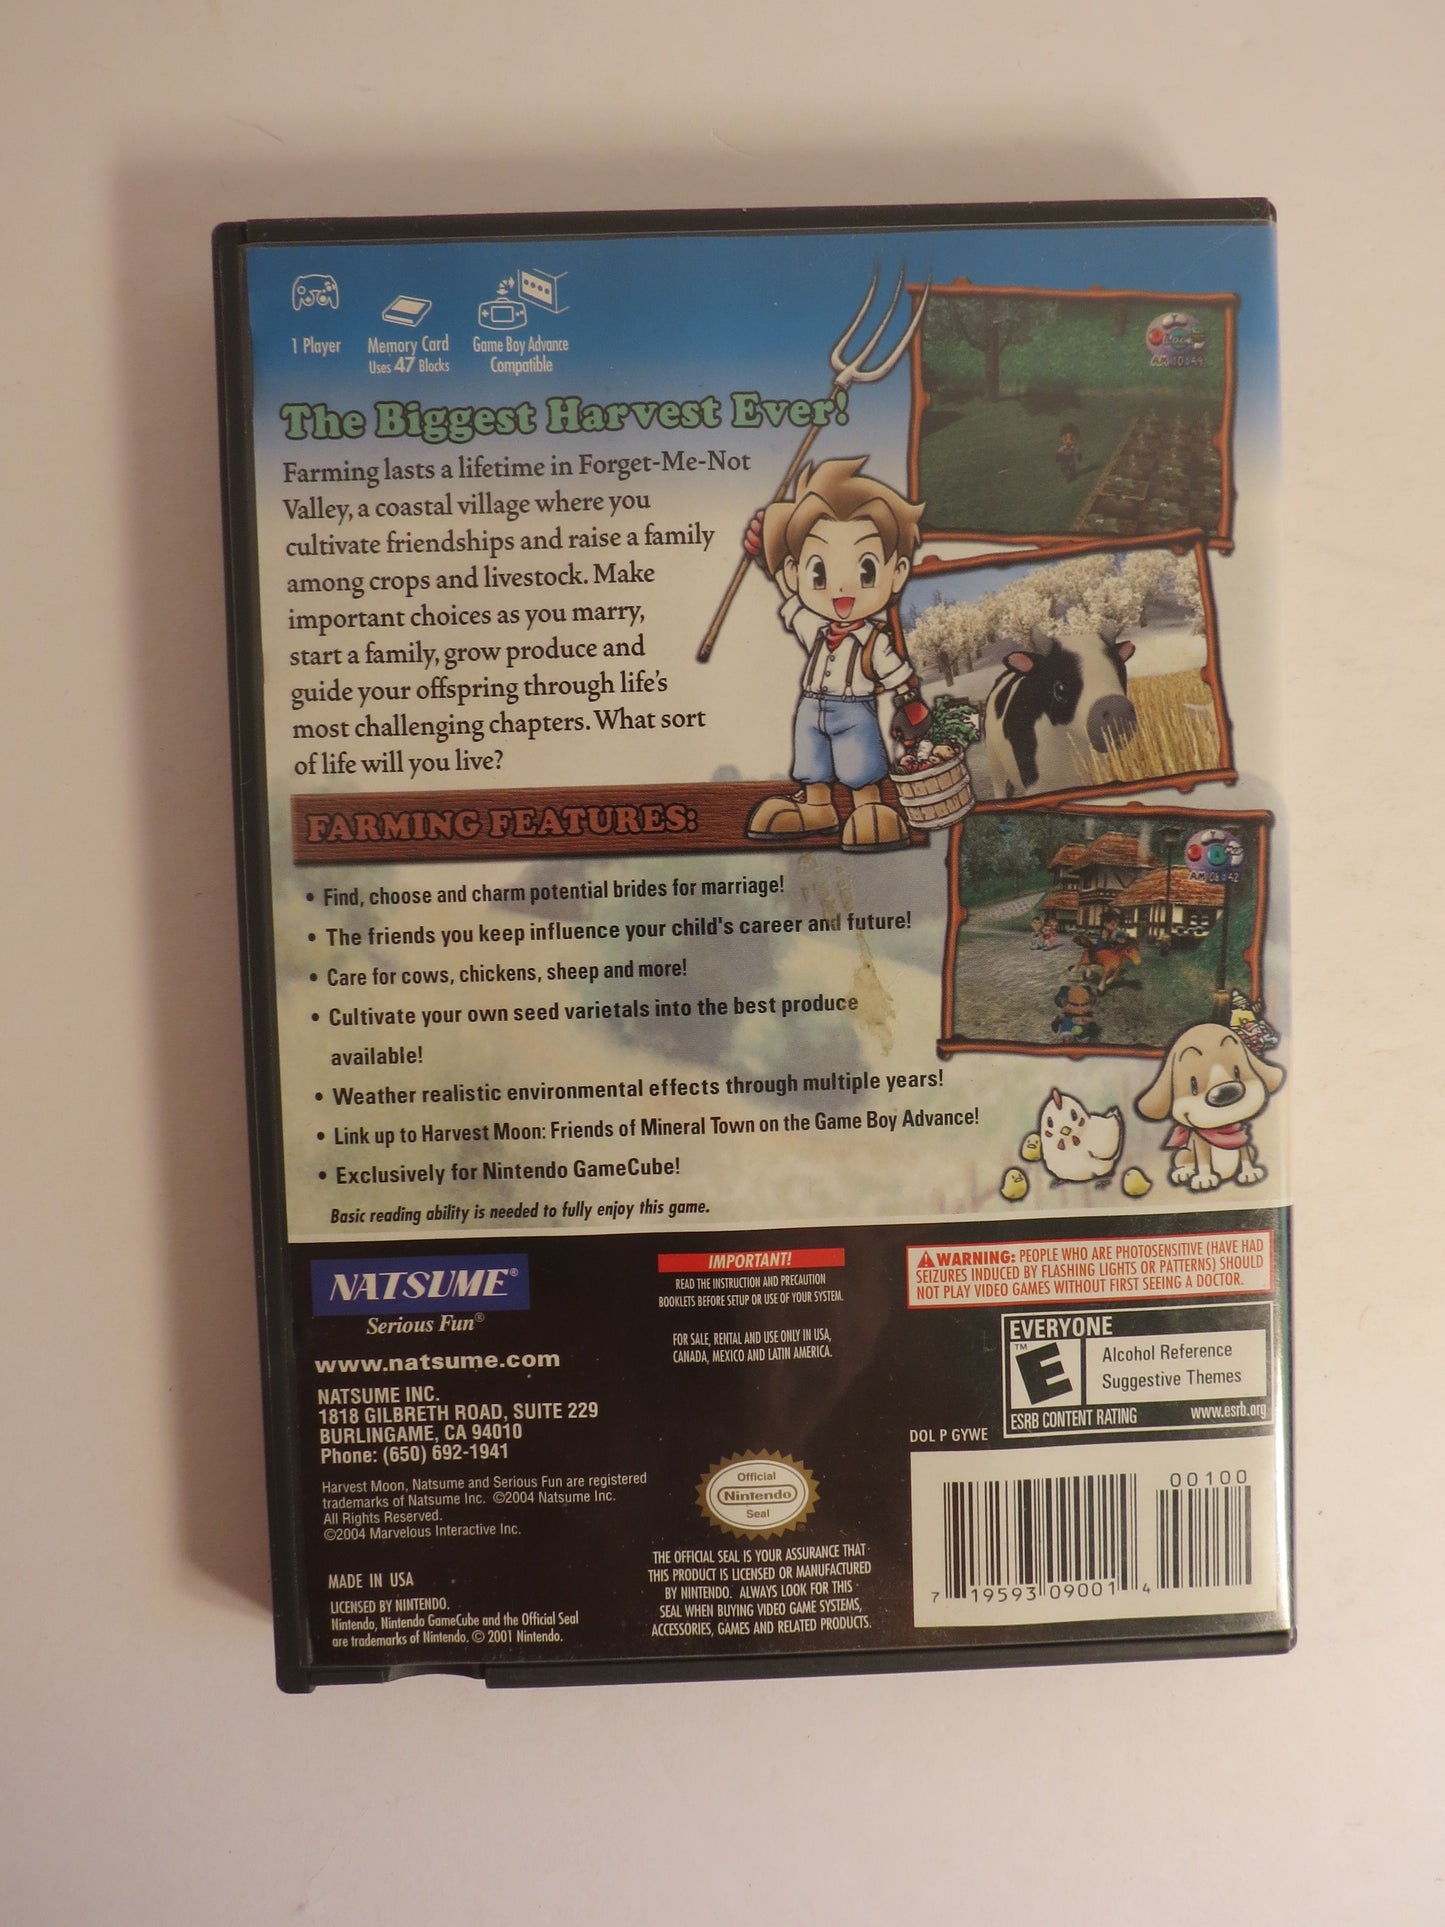 1 Player
Memory Card
Uses 47 Blocks
Game Boy Advance
Compatible
The Biggest Harvest Ever!
Farming lasts a lifetime in Forget-Me-Not
Valley, a coastal village where you
cultivate friendships and raise a family
among crops and livestock. Make
important choices as you marry,
start a family, grow produce and
guide your offspring through life's
most challenging chapters. What sort
of life will you live?
AM 10:44
AM 06:42
FARMING FEATURES:
• Find, choose and charm potential brides for marriage!
• The friends you keep influence your child's career and future!
• Care for cows, chickens, sheep and more!
• Cultivate your own seed varietals into the best produce
available!
• Weather realistic environmental effects through multiple years!
• Link up to Harvest Moon: Friends of Mineral Town on the Game Boy Advance!
• Exclusively for Nintendo GameCube!
Basic reading ability is needed to fully enjoy this game.
NATSUME®
Serious Fun®
www.natsume.com
NATSUME INC.
1818 GILBRETH ROAD, SUITE 229
BURLINGAME, CA 94010
Phone: (650) 692-1941
Harvest Moon, Natsume and Serious Fun are registered
trademarks of Natsume Inc. ©2004 Natsume Inc.
All Rights Reserved.
©2004 Marvelous Interactive Inc.
MADE IN USA
LICENSED BY NINTENDO.
Nintendo, Nintendo GameCube and the Official Seal
are trademarks of Nintendo. © 2001 Nintendo.
IMPORTANT!
READ THE INSTRUCTION AND PRECAUTION
BOOKLETS BEFORE SETUP OR USE OF YOUR SYSTEM.
FOR SALE, RENTAL AND USE ONLY IN USA,
CANADA, MEXICO AND LATIN AMERICA.
Official
Nintendo
Seal
THE OFFICIAL SEAL IS YOUR ASSURANCE THAT
THIS PRODUCT IS LICENSED OR MANUFACTURED
BY NINTENDO. ALWAYS LOOK FOR THIS
SEAL WHEN BUYING VIDEO GAME SYSTEMS,
ACCESSORIES, GAMES AND RELATED PRODUCTS.
WARNING: PEOPLE WHO ARE PHOTOSENSITIVE (HAVE HAD
SEIZURES INDUCED BY FLASHING LIGHTS OR PATTERNS) SHOULD
NOT PLAY VIDEO GAMES WITHOUT FIRST SEEING A DOCTOR.
EVERYONE
E™
Alcohol Reference
Suggestive Themes
ESRB CONTENT RATING www.esrb.org
DOL P GYWE
00100
7 19593 09001 4